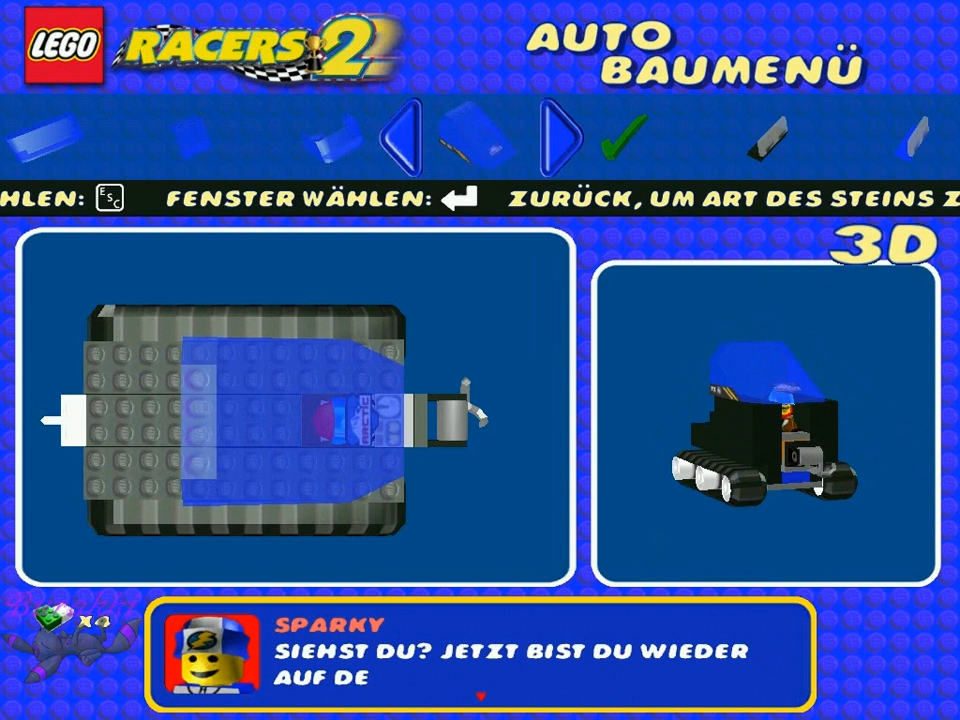 LEGO RACERS 2
AUTO
BAUMENÜ
HLEN: ESC FENSTER WÄHLEN: ZURÜCK, UM ART DES STEINS Z
3D
ARCTIC
X4
SPARKY
SIEHST DU? JETZT BIST DU WIEDER
AUF DE